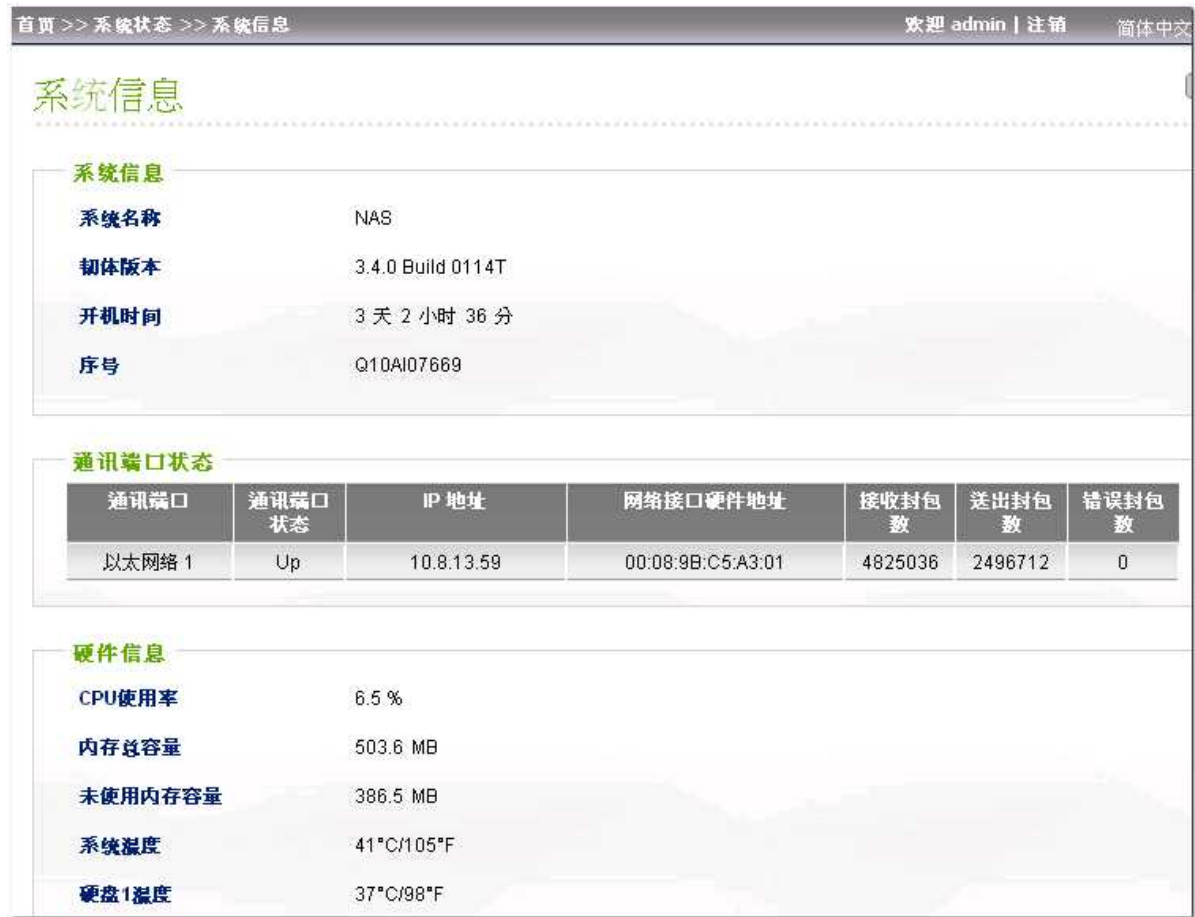 首页 >> 系统状态 >> 系统信息 欢迎 admin | 注销 简体中文
系统信息
系统信息
系统名称 NAS
韧体版本 3.4.0 Build 0114T
开机时间 3 天 2 小时 36 分
序号 Q10AI07669
通讯端口状态
通讯端口 通讯端口状态 IP 地址 网络接口硬件地址 接收封包数 送出封包数 错误封包数
以太网络 1 Up 10.8.13.59 00:08:9B:C5:A3:01 4825036 2496712 0
硬件信息
CPU使用率 6.5 %
内存总容量 503.6 MB
未使用内存容量 386.5 MB
系统温度 41°C/105°F
硬盘1温度 37°C/98°F